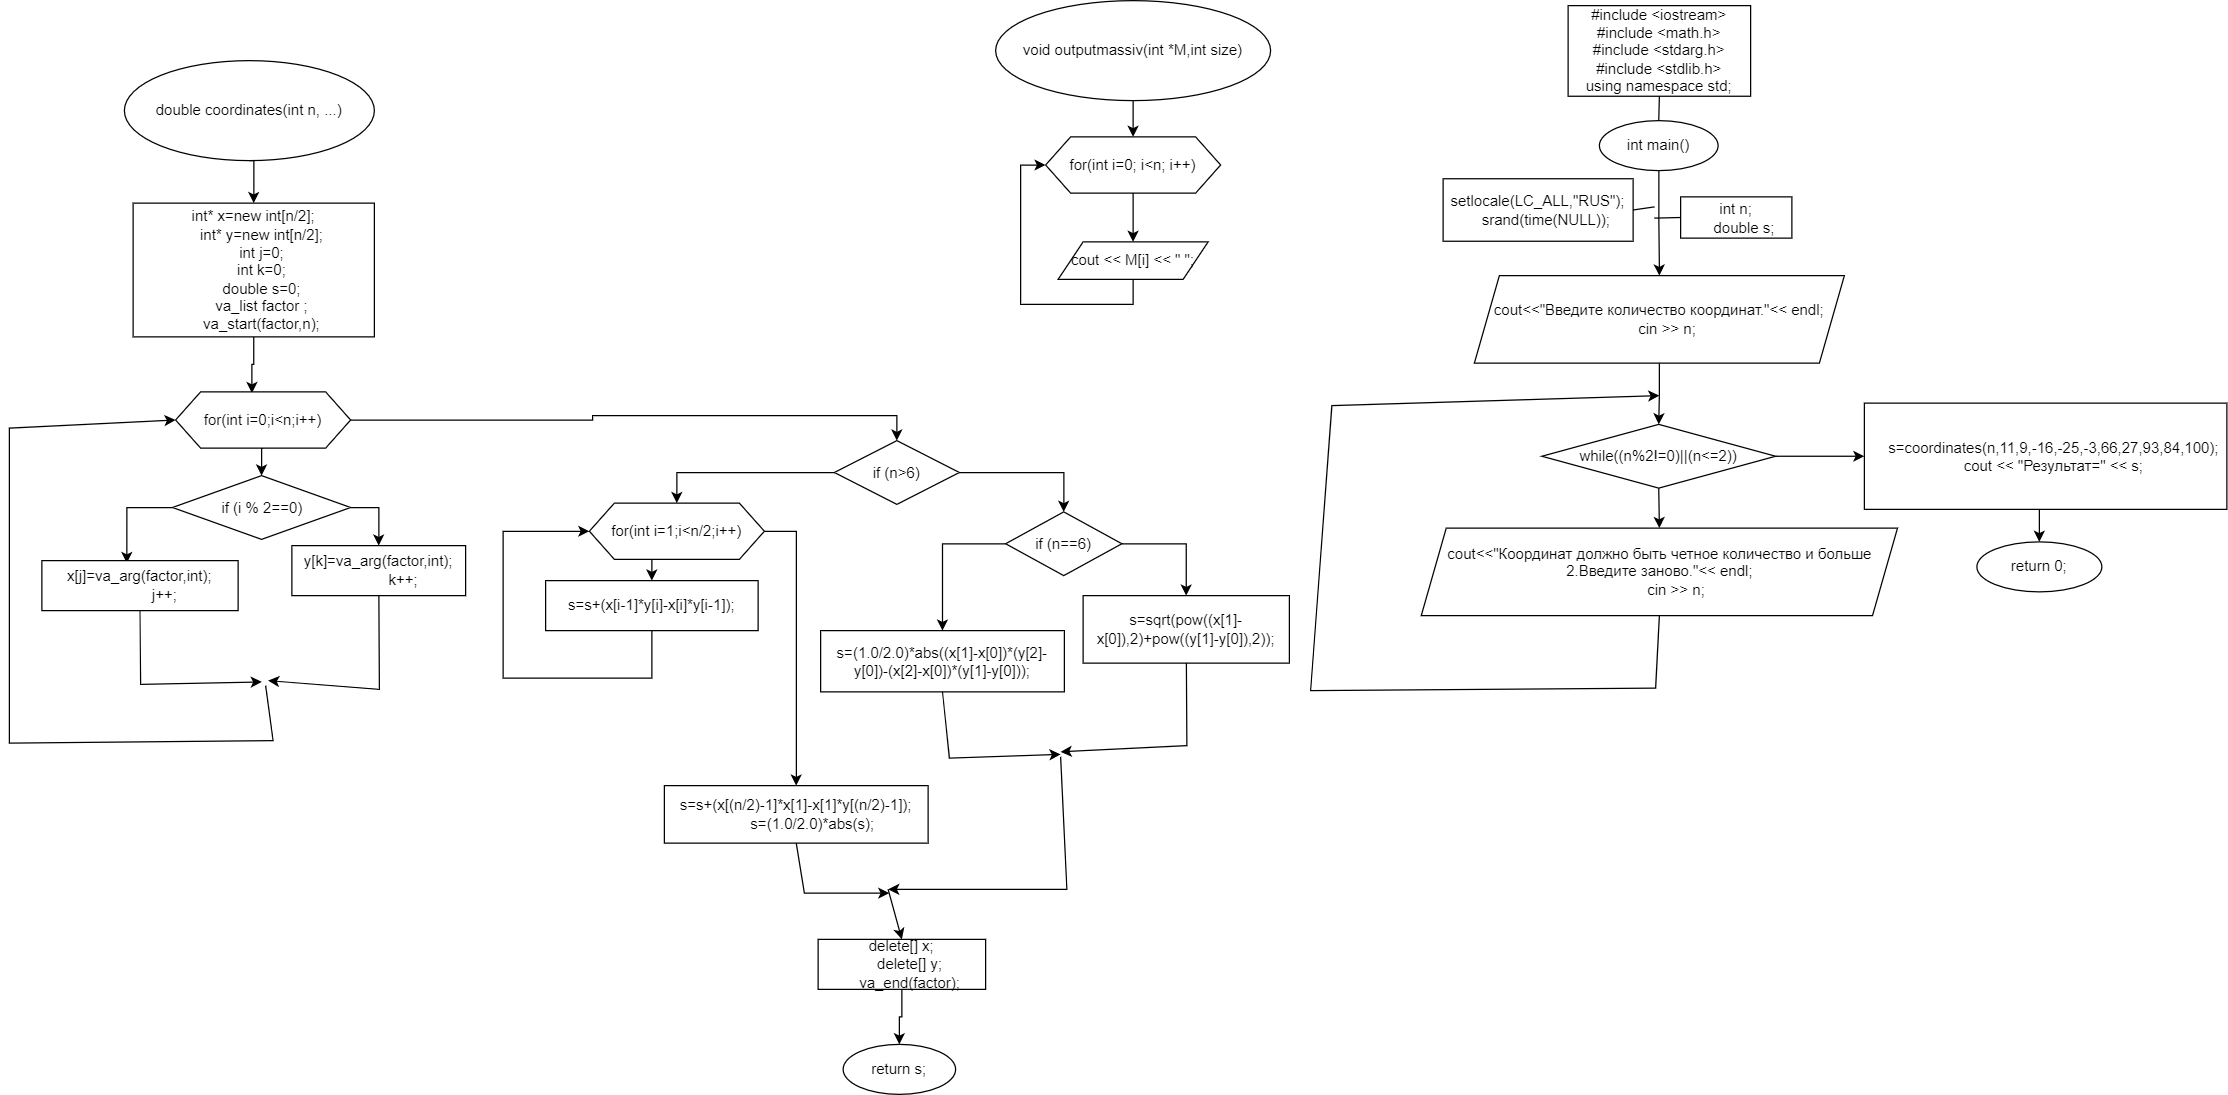 double coordinates(int n, ...)
int* x=new int[n/2];
int* y=new int[n/2];
int j=0;
int k=0;
double s=0;
va_list factor ;
va_start(factor,n);
for(int i=0;i<n;i++)
if (i % 2==0)
x[j]=va_arg(factor,int);
j++;
y[k]=va_arg(factor,int);
k++;
if (n>6)
for(int i=1;i<n/2;i++)
s=s+(x[i-1]*y[i]-x[i]*y[i-1]);
if (n==6)
s=(1.0/2.0)*abs((x[1]-x[0])*(y[2]-
y[0])-(x[2]-x[0])*(y[1]-y[0]));
s=sqrt(pow((x[1]-
x[0]),2)+pow((y[1]-y[0]),2));
s=s+(x[(n/2)-1]*x[1]-x[1]*y[(n/2)-1]);
s=(1.0/2.0)*abs(s);
delete[] x;
delete[] y;
va_end(factor);
return s;
void outputmassiv(int *M,int size)
for(int i=0; i<n; i++)
cout << M[i] << " ";
#include <iostream>
#include <math.h>
#include <stdarg.h>
#include <stdlib.h>
using namespace std;
int main()
setlocale(LC_ALL,"RUS");
srand(time(NULL));
int n;
double s;
cout<<"Введите количество координат."<< endl;
cin >> n;
while((n%2!=0)||(n<=2))
s=coordinates(n,11,9,-16,-25,-3,66,27,93,84,100);
cout << "Результат=" << s;
cout<<"Координат должно быть четное количество и больше
2.Введите заново."<< endl;
cin >> n;
return 0;